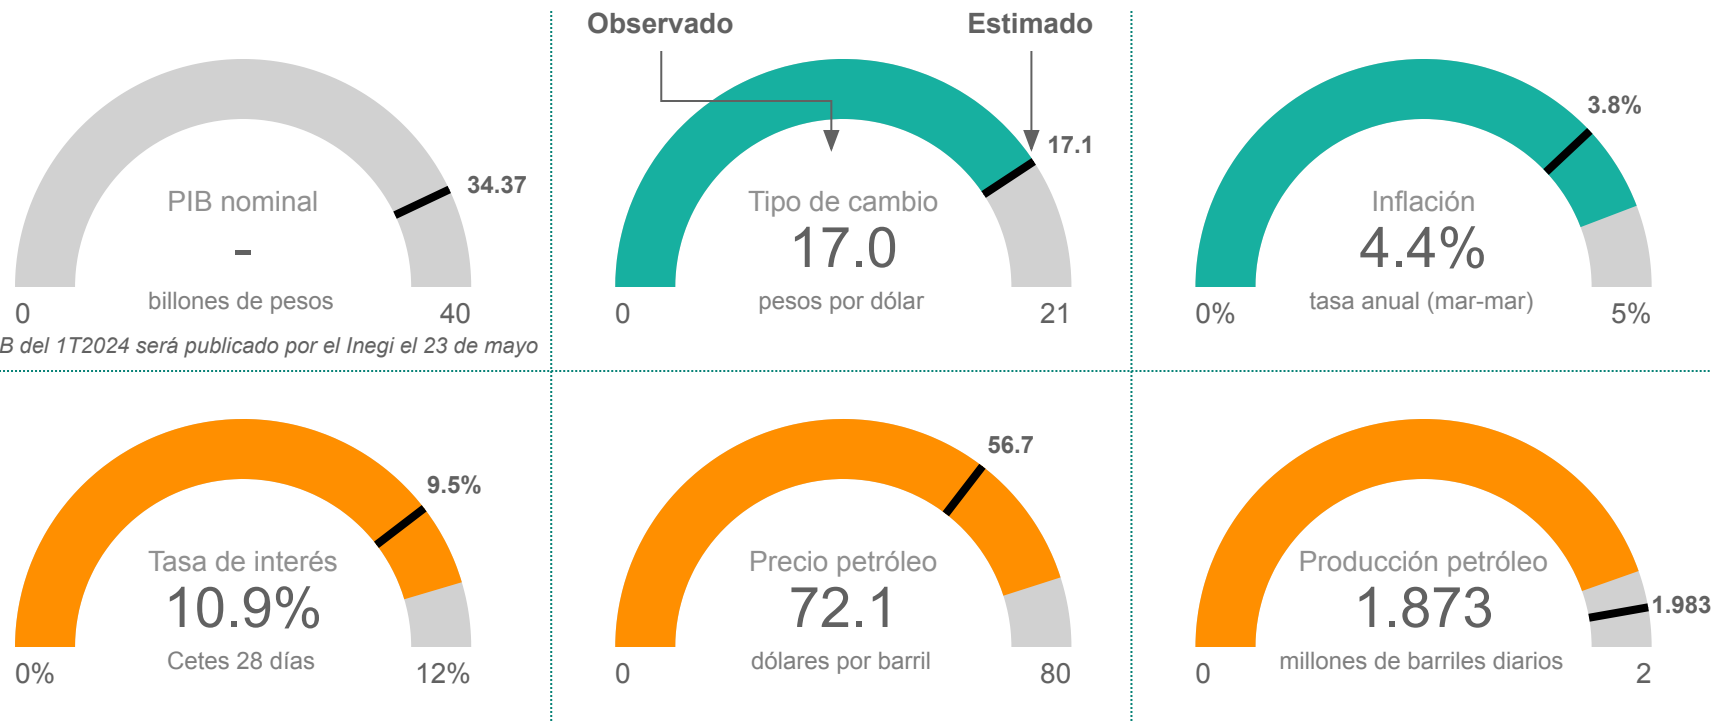 Observado
Estimado
34.37
PIB nominal
-
billones de pesos
0
40
B del 1T2024 será publicado por el Inegi el 23 de mayo
17.1
Tipo de cambio
17.0
pesos por dólar
0
21
3.8%
Inflación
4.4%
tasa anual (mar-mar)
0%
5%
9.5%
Tasa de interés
10.9%
Cetes 28 días
0%
12%
56.7
Precio petróleo
72.1
dólares por barril
0
80
1.983
Producción petróleo
1.873
millones de barriles diarios
0
2